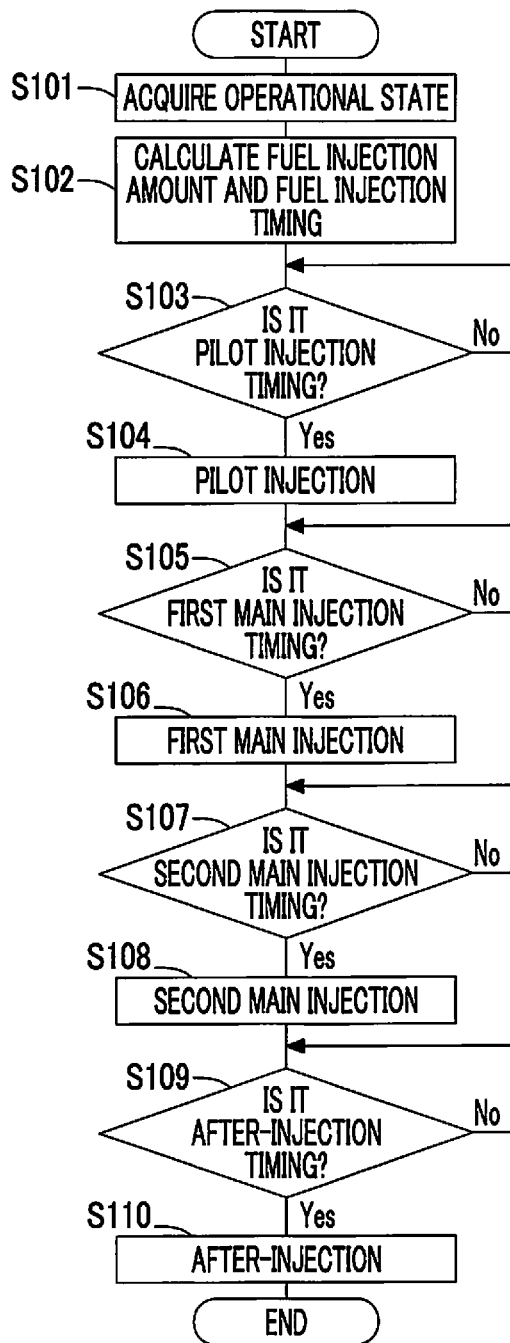 START
S101
ACQUIRE OPERATIONAL STATE
S102
CALCULATE FUEL INJECTION
AMOUNT AND FUEL INJECTION
TIMING
S103
IS IT
PILOT INJECTION
TIMING?
No
Yes
S104
PILOT INJECTION
S105
IS IT
FIRST MAIN INJECTION
TIMING?
No
Yes
S106
FIRST MAIN INJECTION
S107
IS IT
SECOND MAIN INJECTION
TIMING?
No
Yes
S108
SECOND MAIN INJECTION
S109
IS IT
AFTER-INJECTION
TIMING?
No
Yes
S110
AFTER-INJECTION
END